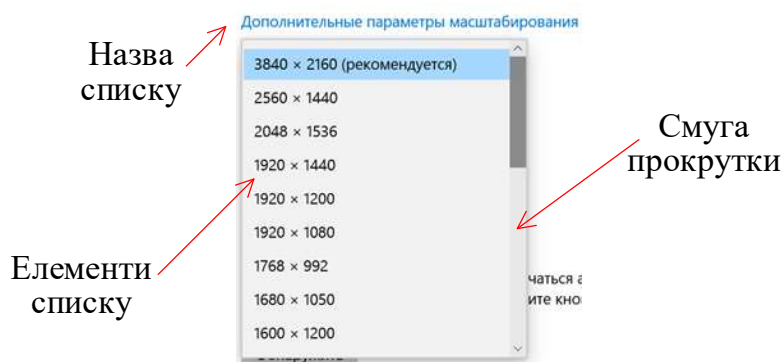 Дополнительные параметры масштабирования
Назва
списку
3840 × 2160 (рекомендуется)
2560 × 1440
2048 × 1536
1920 × 1440
1920 × 1200
1920 × 1080
1768 × 992
1680 × 1050
1600 × 1200
Смуга
прокрутки
Елементи
списку